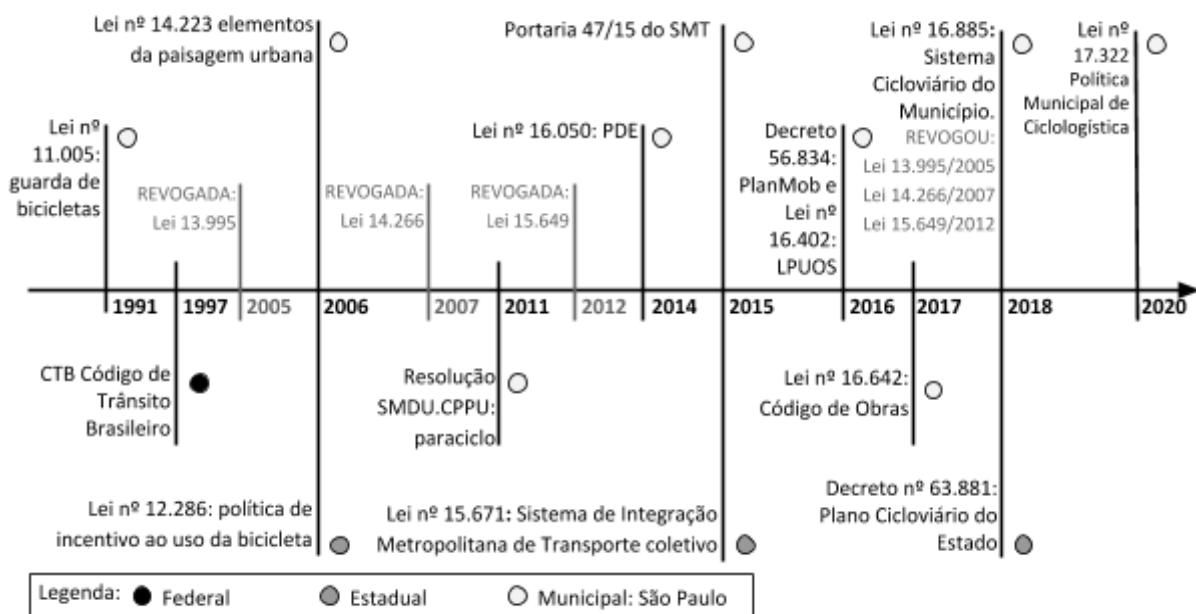 Lei nº 14.223 elementos
da paisagem urbana
Portaria 47/15 do SMT
Lei nº 16.885:
Sistema
Cicloviário do
Município.
REVOGOU:
Lei 13.995/2005
Lei 14.266/2007
Lei 15.649/2012
Lei nº
17.322
Política
Municipal de
Ciclologística
Lei nº
11.005:
guarda de
bicicletas
REVOGADA:
Lei 13.995
REVOGADA:
Lei 14.266
REVOGADA:
Lei 15.649
Lei nº 16.050: PDE
Decreto
56.834:
PlanMob e
Lei nº
16.402:
LPUOS
1991 1997 2005 2006 2007 2011 2012 2014 2015 2016 2017 2018 2020
CTB Código de
Trânsito
Brasileiro
Resolução
SMDU.CPPU:
paraciclo
Lei nº 16.642:
Código de Obras
Lei nº 12.286: política de
incentivo ao uso da bicicleta
Lei nº 15.671: Sistema de Integração
Metropolitana de Transporte coletivo
Decreto nº 63.881:
Plano Cicloviário do
Estado
Legenda: Federal Estadual Municipal: São Paulo